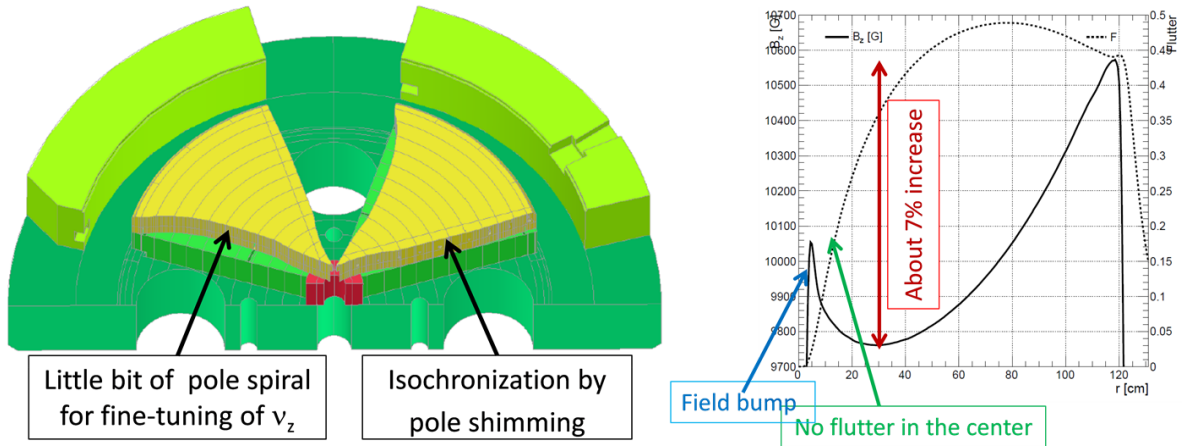 Little bit of pole spiral
for fine-tuning of νz
Isochronization by
pole shimming
B_z [G]
10700
10600
10500
10400
10300
10200
10100
10000
9900
9800
9700
B_z [G]
F
0.5
0.45
0.4
0.35
0.3
0.25
0.2
0.15
0.1
0.05
0
Flutter
0
20
40
60
80
100
120
r [cm]
About 7% increase
Field bump
No flutter in the center